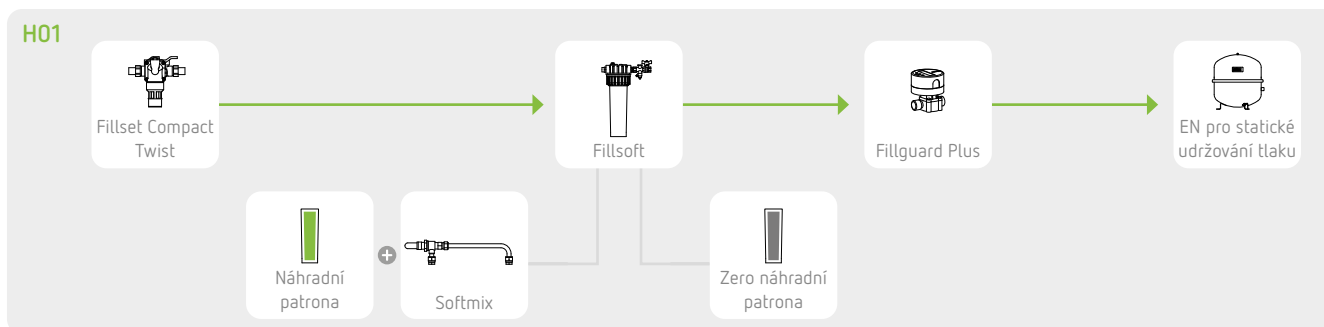 H01
Fillset Compact
Twist
Fillsoft
Fillguard Plus
EN pro statické
udržování tlaku
Náhradní
patrona
Softmix
Zero náhradní
patrona